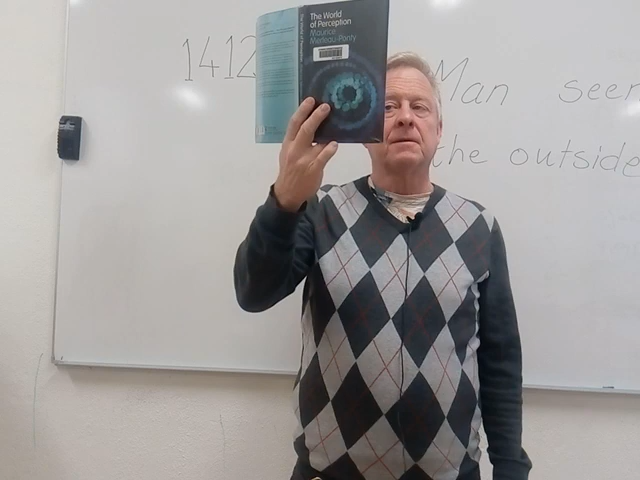 The World
of Perception
Maurice
Merleau-Ponty
1412
Man seen
the outside